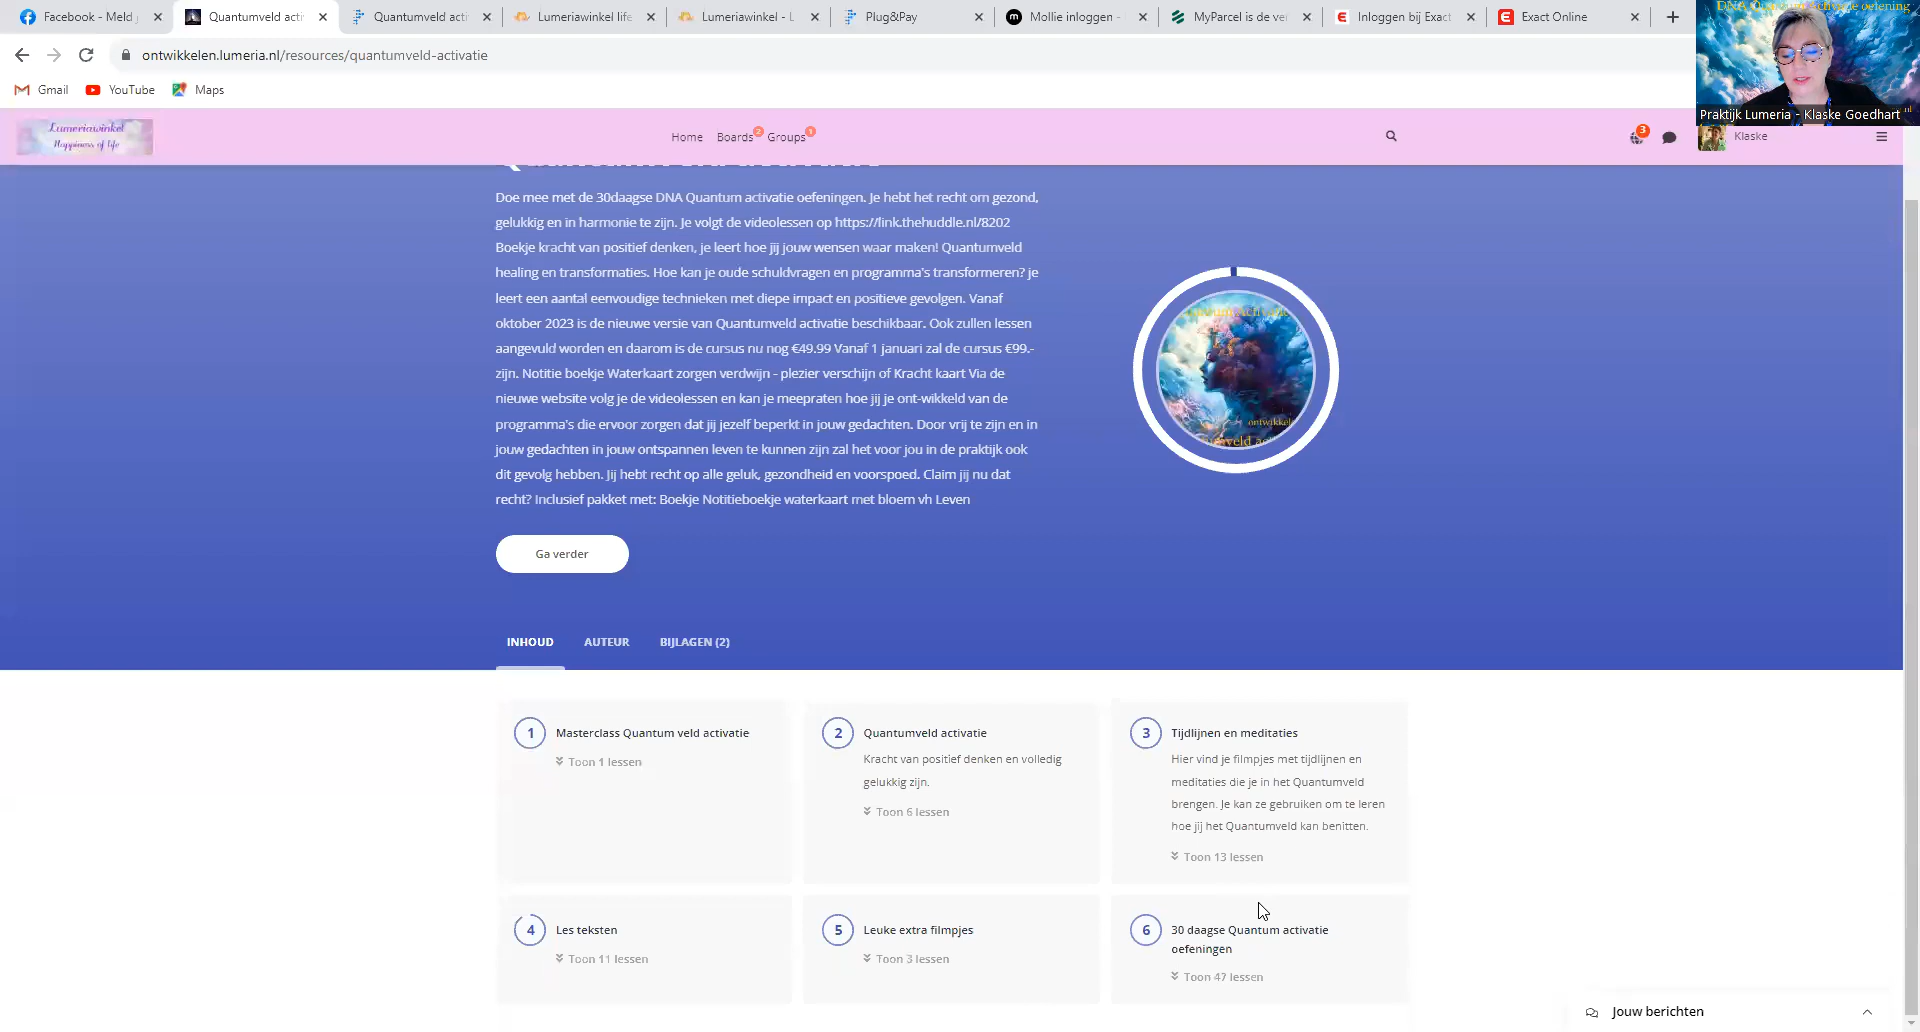 Facebook - Meld j
Quantumveld acti
Quantumveld acti
Lumeriawinkel life
Lumeriawinkel - L
Plug&Pay
Mollie inloggen -
MyParcel is de ve
Inloggen bij Exact
Exact Online
DNA Quantum Activatie oefening
ontwikkelen.lumeria.nl/resources/quantumveld-activatie
Gmail
YouTube
Maps
Praktijk Lumeria - Klaske Goedhart
Lumeriawinkel
Happiness of life
Home
Boards 2
Groups 1
3
Klaske
Doe mee met de 30daagse DNA Quantum activatie oefeningen. Je hebt het recht om gezond,
gelukkig en in harmonie te zijn. Je volgt de videolessen op https://link.thehuddle.nl/8202
Boekje kracht van positief denken, je leert hoe jij jouw wensen waar maken! Quantumveld
healing en transformaties. Hoe kan je oude schuldvragen en programma's transformeren? je
leert een aantal eenvoudige technieken met diepe impact en positieve gevolgen. Vanaf
oktober 2023 is de nieuwe versie van Quantumveld activatie beschikbaar. Ook zullen lessen
aangevuld worden en daarom is de cursus nu nog €49.99 Vanaf 1 januari zal de cursus €99.-
zijn. Notitie boekje Waterkaart zorgen verdwijn - plezier verschijn of Kracht kaart Via de
nieuwe website volg je de videolessen en kan je meepraten hoe jij je ont-wikkeld van de
programma's die ervoor zorgen dat jij jezelf beperkt in jouw gedachten. Door vrij te zijn en in
jouw gedachten in jouw ontspannen leven te kunnen zijn zal het voor jou in de praktijk ook
dit gevolg hebben. Jij hebt recht op alle geluk, gezondheid en voorspoed. Claim jij nu dat
recht? Inclusief pakket met: Boekje Notitieboekje waterkaart met bloem vh Leven
ontwikkel
Ga verder
INHOUD
AUTEUR
BIJLAGEN (2)
1 Masterclass Quantum veld activatie
Toon 1 lessen
2 Quantumveld activatie
Kracht van positief denken en volledig
gelukkig zijn.
Toon 6 lessen
3 Tijdlijnen en meditaties
Hier vind je filmpjes met tijdlijnen en
meditaties die je in het Quantumveld
brengen. Je kan ze gebruiken om te leren
hoe jij het Quantumveld kan benitten.
Toon 13 lessen
4 Les teksten
Toon 11 lessen
5 Leuke extra filmpjes
Toon 3 lessen
6 30 daagse Quantum activatie
oefeningen
Toon 47 lessen
Jouw berichten